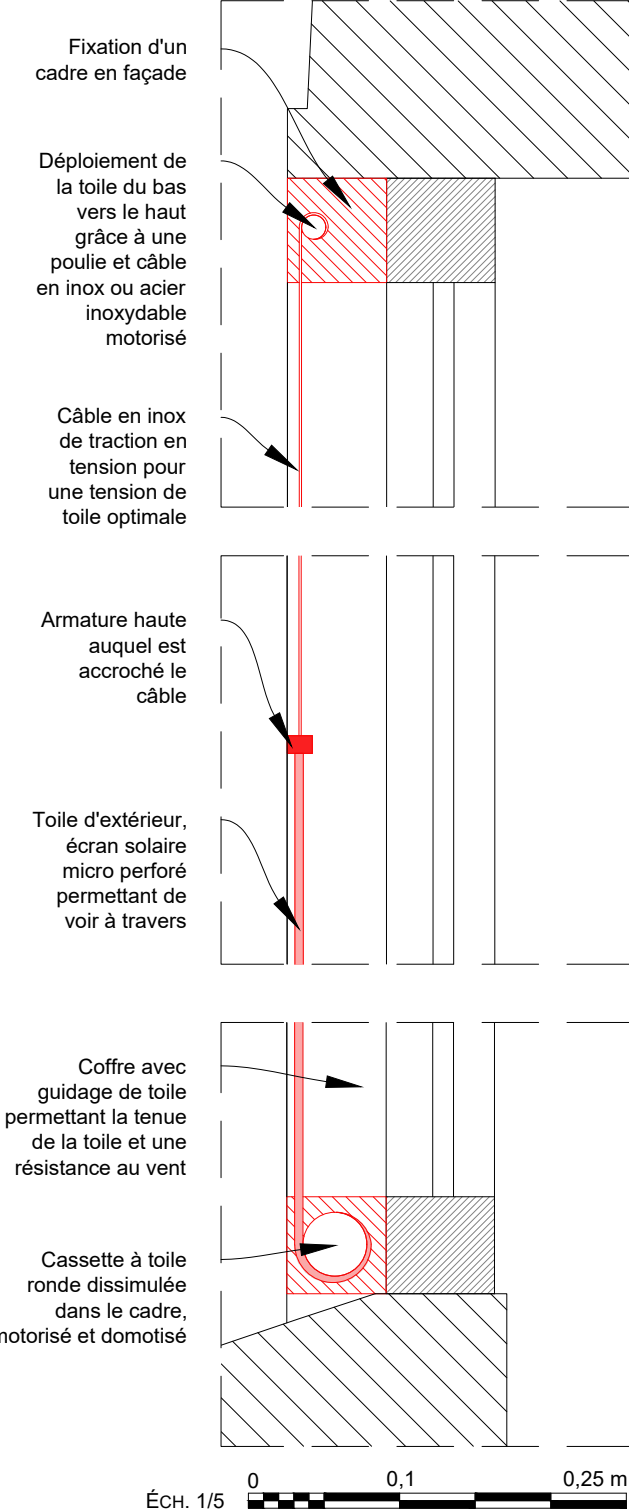 Fixation d'un
cadre en façade
Déploiement de
la toile du bas
vers le haut
grâce à une
poulie et câble
en inox ou acier
inoxydable
motorisé
Câble en inox
de traction en
tension pour
une tension de
toile optimale
Armature haute
auquel est
accroché le
câble
Toile d'extérieur,
écran solaire
micro perforé
permettant de
voir à travers
Coffre avec
guidage de toile
permettant la tenue
de la toile et une
résistance au vent
Cassette à toile
ronde dissimulée
dans le cadre,
motorisé et domotisé
0 0,1 0,25 m
ÉCH. 1/5